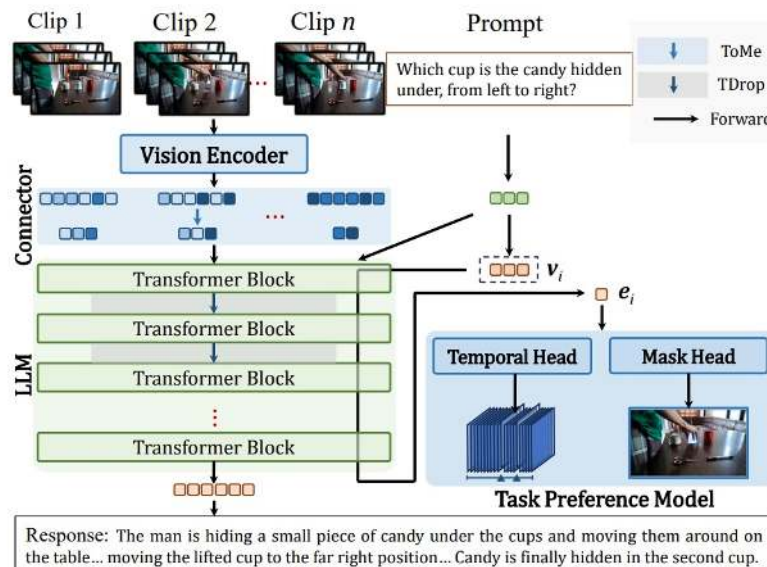 Clip 1
Clip 2
Clip n
Prompt
Which cup is the candy hidden
under, from left to right?
ToMe
TDrop
Forward
Vision Encoder
Connector
Transformer Block
Transformer Block
Transformer Block
Transformer Block
LLM
v_i
e_i
Temporal Head
Mask Head
Task Preference Model
Response: The man is hiding a small piece of candy under the cups and moving them around on
the table... moving the lifted cup to the far right position... Candy is finally hidden in the second cup.